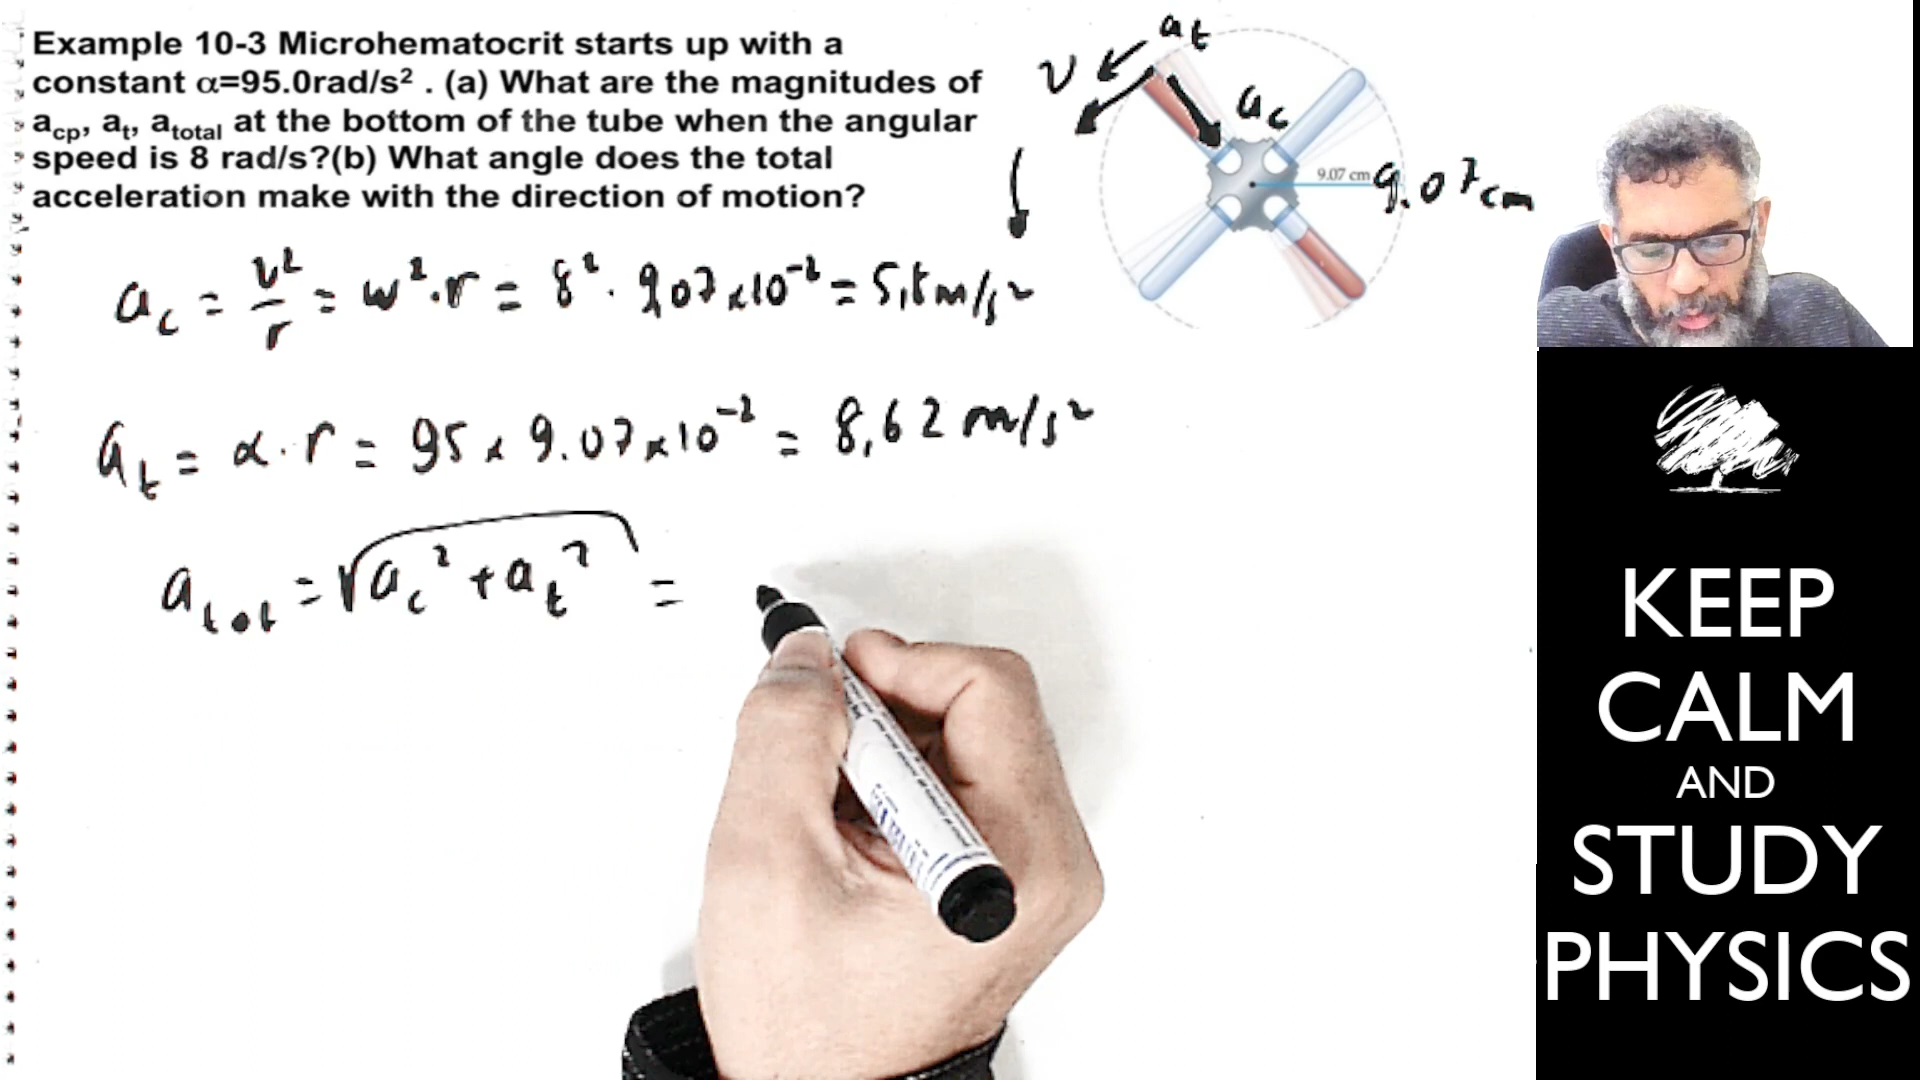 Example 10-3 Microhematocrit starts up with a
constant α=95.0rad/s² . (a) What are the magnitudes of
acp, at, atotal at the bottom of the tube when the angular
speed is 8 rad/s?(b) What angle does the total
acceleration make with the direction of motion?
at
v
ac
9.07 cm
9.07cm
ac = v²/r = w².r = 8² . 907x10⁻² = 5,8 m/s²
at = α.r = 95 x 9.07x10⁻² = 8,62 m/s²
atot = √ac² + at² =
KEEP
CALM
AND
STUDY
PHYSICS